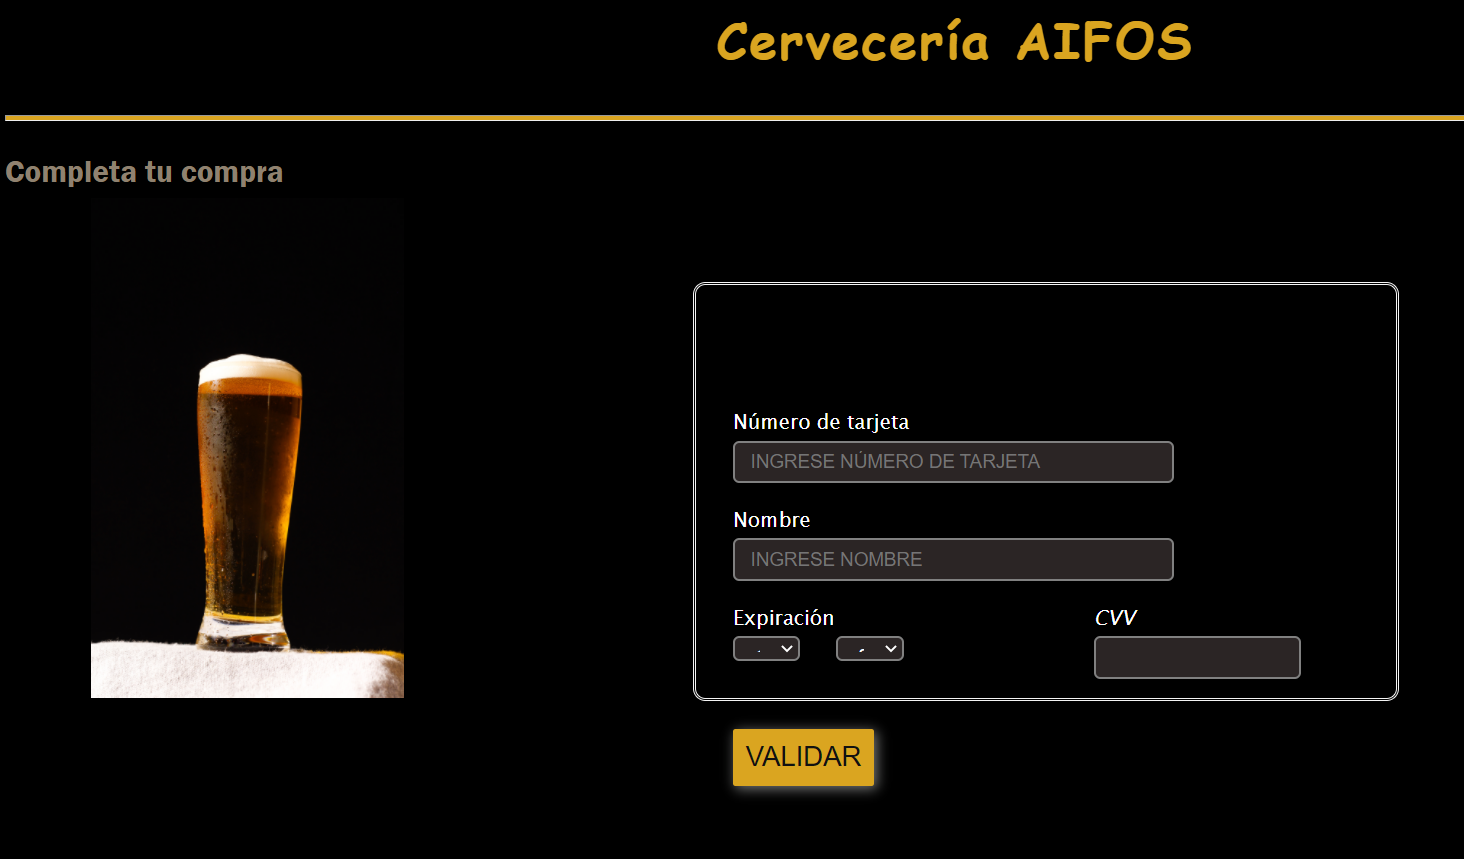 Cervecería AIFOS
Completa tu compra
Número de tarjeta
INGRESE NÚMERO DE TARJETA
Nombre
INGRESE NOMBRE
Expiración
CVV
VALIDAR